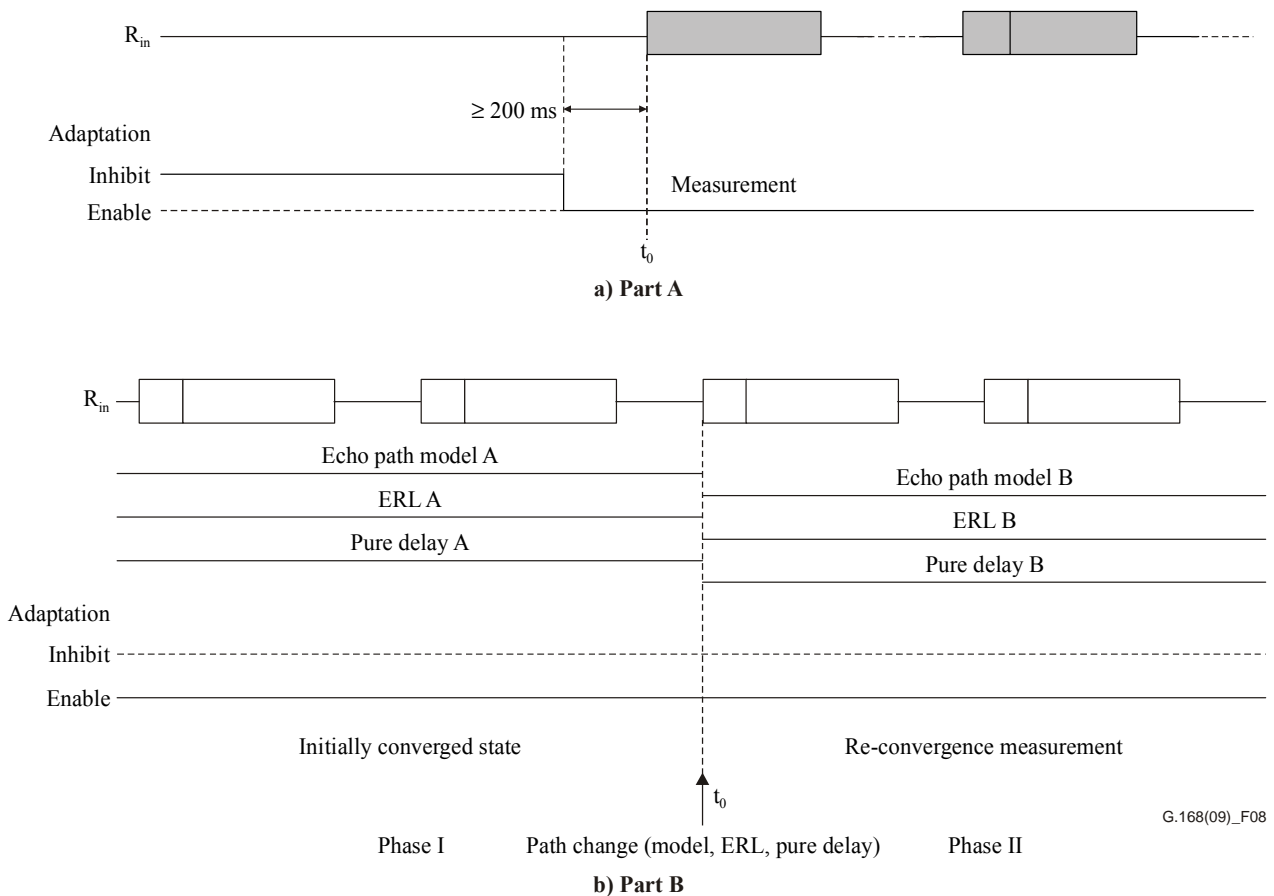 R_in
≥ 200 ms
Adaptation
Inhibit
Measurement
Enable
t_0
a) Part A
R_in
Echo path model A
Echo path model B
ERL A
ERL B
Pure delay A
Pure delay B
Adaptation
Inhibit
Enable
Initially converged state
Re-convergence measurement
t_0
G.168(09)_F08
Phase I
Path change (model, ERL, pure delay)
Phase II
b) Part B